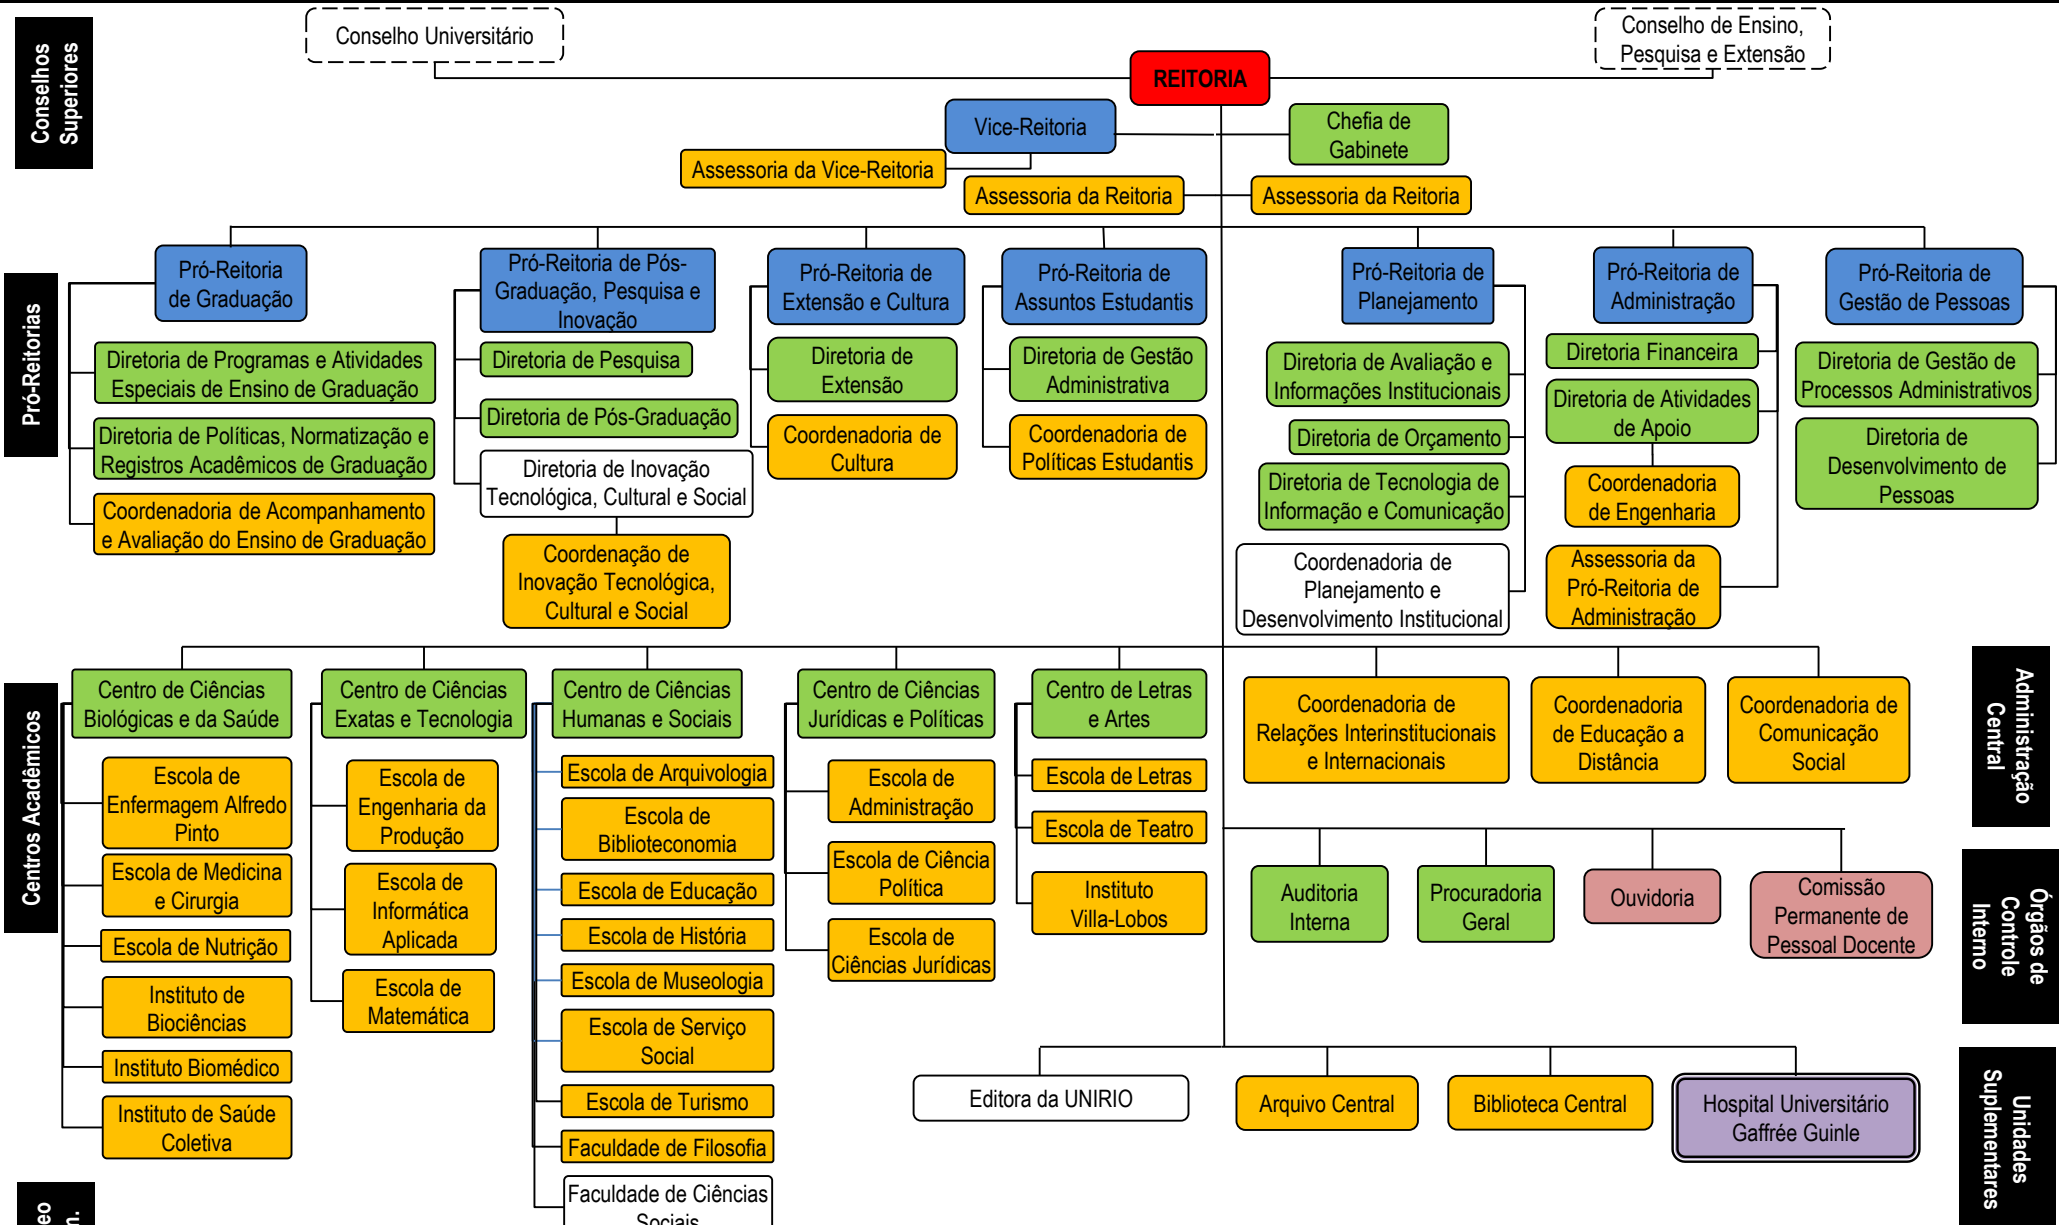 Conselhos
Superiores
Conselho Universitário
Conselho de Ensino,
Pesquisa e Extensão
REITORIA
Vice-Reitoria
Chefia de
Gabinete
Assessoria da Vice-Reitoria
Assessoria da Reitoria
Assessoria da Reitoria
Pró-Reitorias
Pró-Reitoria
de Graduação
Diretoria de Programas e Atividades
Especiais de Ensino de Graduação
Diretoria de Políticas, Normatização e
Registros Acadêmicos de Graduação
Coordenadoria de Acompanhamento
e Avaliação do Ensino de Graduação
Pró-Reitoria de Pós-
Graduação, Pesquisa e
Inovação
Diretoria de Pesquisa
Diretoria de Pós-Graduação
Diretoria de Inovação
Tecnológica, Cultural e Social
Coordenação de
Inovação Tecnológica,
Cultural e Social
Pró-Reitoria de
Extensão e Cultura
Diretoria de
Extensão
Coordenadoria de
Cultura
Pró-Reitoria de
Assuntos Estudantis
Diretoria de Gestão
Administrativa
Coordenadoria de
Políticas Estudantis
Pró-Reitoria de
Planejamento
Diretoria de Avaliação e
Informações Institucionais
Diretoria de Orçamento
Diretoria de Tecnologia de
Informação e Comunicação
Coordenadoria de
Planejamento e
Desenvolvimento Institucional
Pró-Reitoria de
Administração
Diretoria Financeira
Diretoria de Atividades
de Apoio
Coordenadoria
de Engenharia
Assessoria da
Pró-Reitoria de
Administração
Pró-Reitoria de
Gestão de Pessoas
Diretoria de Gestão de
Processos Administrativos
Diretoria de
Desenvolvimento de
Pessoas
Centros Acadêmicos
Centro de Ciências
Biológicas e da Saúde
Escola de
Enfermagem Alfredo
Pinto
Escola de Medicina
e Cirurgia
Escola de Nutrição
Instituto de
Biociências
Instituto Biomédico
Instituto de Saúde
Coletiva
Centro de Ciências
Exatas e Tecnologia
Escola de
Engenharia da
Produção
Escola de
Informática
Aplicada
Escola de
Matemática
Centro de Ciências
Humanas e Sociais
Escola de Arquivologia
Escola de
Biblioteconomia
Escola de Educação
Escola de História
Escola de Museologia
Escola de Serviço
Social
Escola de Turismo
Faculdade de Filosofia
Faculdade de Ciências
Sociais
Centro de Ciências
Jurídicas e Políticas
Escola de
Administração
Escola de Ciência
Política
Escola de
Ciências Jurídicas
Centro de Letras
e Artes
Escola de Letras
Escola de Teatro
Instituto
Villa-Lobos
Administração
Central
Coordenadoria de
Relações Interinstitucionais
e Internacionais
Coordenadoria
de Educação a
Distância
Coordenadoria de
Comunicação
Social
Órgãos de
Controle
Interno
Auditoria
Interna
Procuradoria
Geral
Ouvidoria
Comissão
Permanente de
Pessoal Docente
Unidades
Suplementares
Editora da UNIRIO
Arquivo Central
Biblioteca Central
Hospital Universitário
Gaffrée Guinle